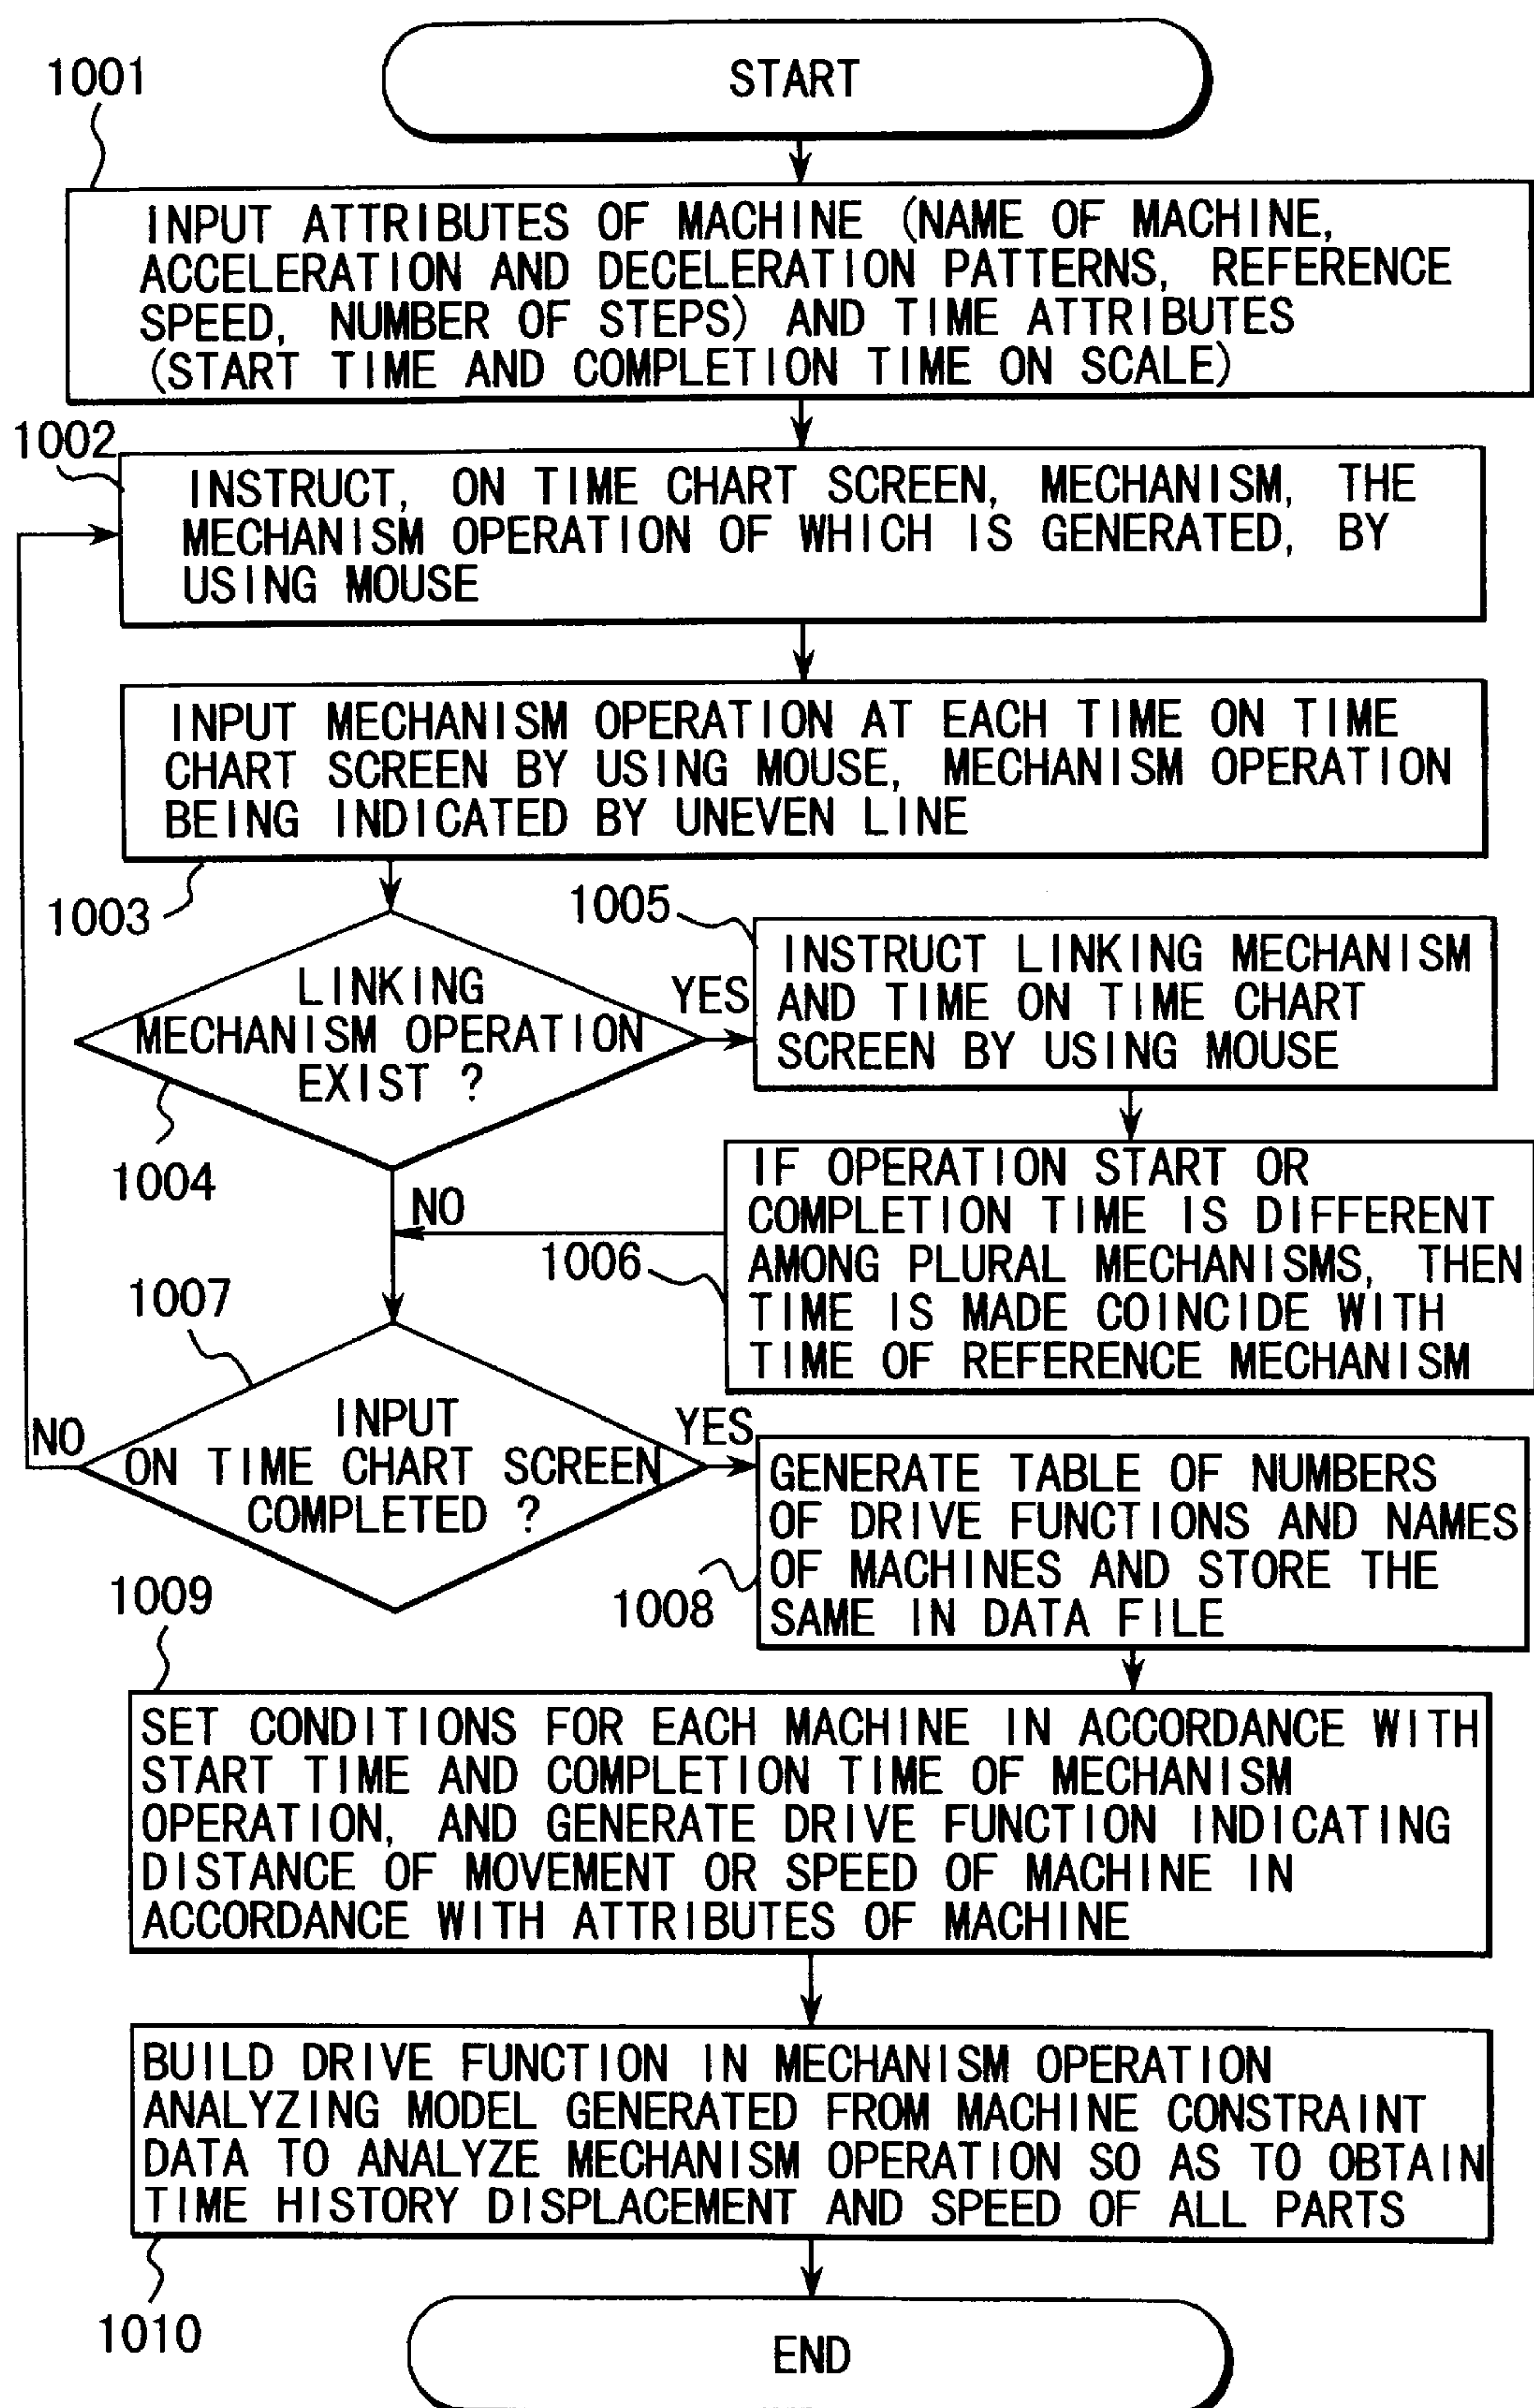 START
1001
INPUT ATTRIBUTES OF MACHINE (NAME OF MACHINE,
ACCELERATION AND DECELERATION PATTERNS, REFERENCE
SPEED, NUMBER OF STEPS) AND TIME ATTRIBUTES
(START TIME AND COMPLETION TIME ON SCALE)
1002
INSTRUCT, ON TIME CHART SCREEN, MECHANISM, THE
MECHANISM OPERATION OF WHICH IS GENERATED, BY
USING MOUSE
INPUT MECHANISM OPERATION AT EACH TIME ON TIME
CHART SCREEN BY USING MOUSE, MECHANISM OPERATION
BEING INDICATED BY UNEVEN LINE
1003
LINKING
MECHANISM OPERATION
EXIST ?
1004
YES
1005
INSTRUCT LINKING MECHANISM
AND TIME ON TIME CHART
SCREEN BY USING MOUSE
NO
1006
IF OPERATION START OR
COMPLETION TIME IS DIFFERENT
AMONG PLURAL MECHANISMS, THEN
TIME IS MADE COINCIDE WITH
TIME OF REFERENCE MECHANISM
1007
INPUT
ON TIME CHART SCREEN
COMPLETED ?
NO
YES
1008
GENERATE TABLE OF NUMBERS
OF DRIVE FUNCTIONS AND NAMES
OF MACHINES AND STORE THE
SAME IN DATA FILE
1009
SET CONDITIONS FOR EACH MACHINE IN ACCORDANCE WITH
START TIME AND COMPLETION TIME OF MECHANISM
OPERATION, AND GENERATE DRIVE FUNCTION INDICATING
DISTANCE OF MOVEMENT OR SPEED OF MACHINE IN
ACCORDANCE WITH ATTRIBUTES OF MACHINE
BUILD DRIVE FUNCTION IN MECHANISM OPERATION
ANALYZING MODEL GENERATED FROM MACHINE CONSTRAINT
DATA TO ANALYZE MECHANISM OPERATION SO AS TO OBTAIN
TIME HISTORY DISPLACEMENT AND SPEED OF ALL PARTS
1010
END